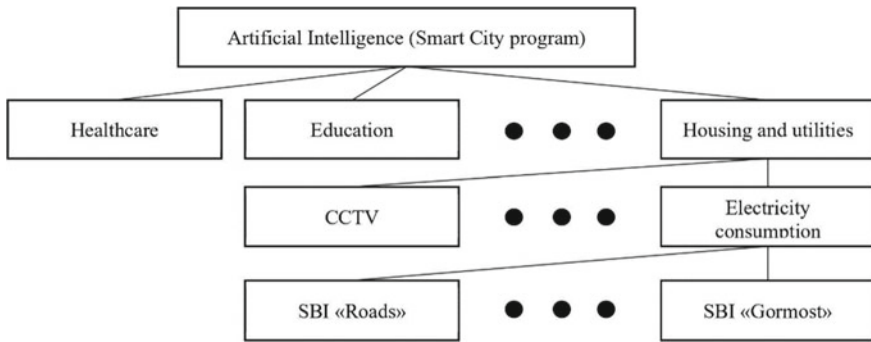 Artificial Intelligence (Smart City program)
Healthcare
Education
Housing and utilities
CCTV
Electricity
consumption
SBI «Roads»
SBI «Gormost»